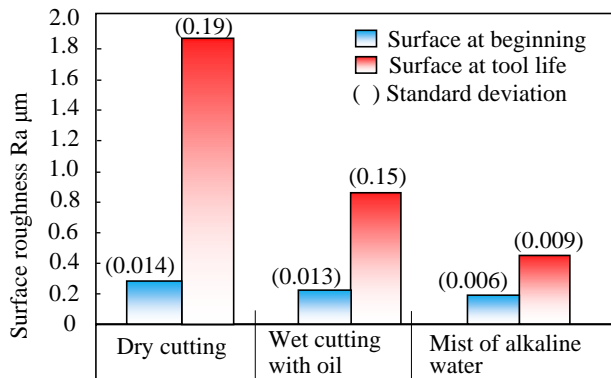 Surface roughness Ra μm
2.0
1.8
1.6
1.4
1.2
1.0
0.8
0.6
0.4
0.2
0
(0.19)
(0.014)
(0.15)
(0.013)
(0.009)
(0.006)
Surface at beginning
Surface at tool life
( ) Standard deviation
Dry cutting
Wet cutting
with oil
Mist of alkaline
water